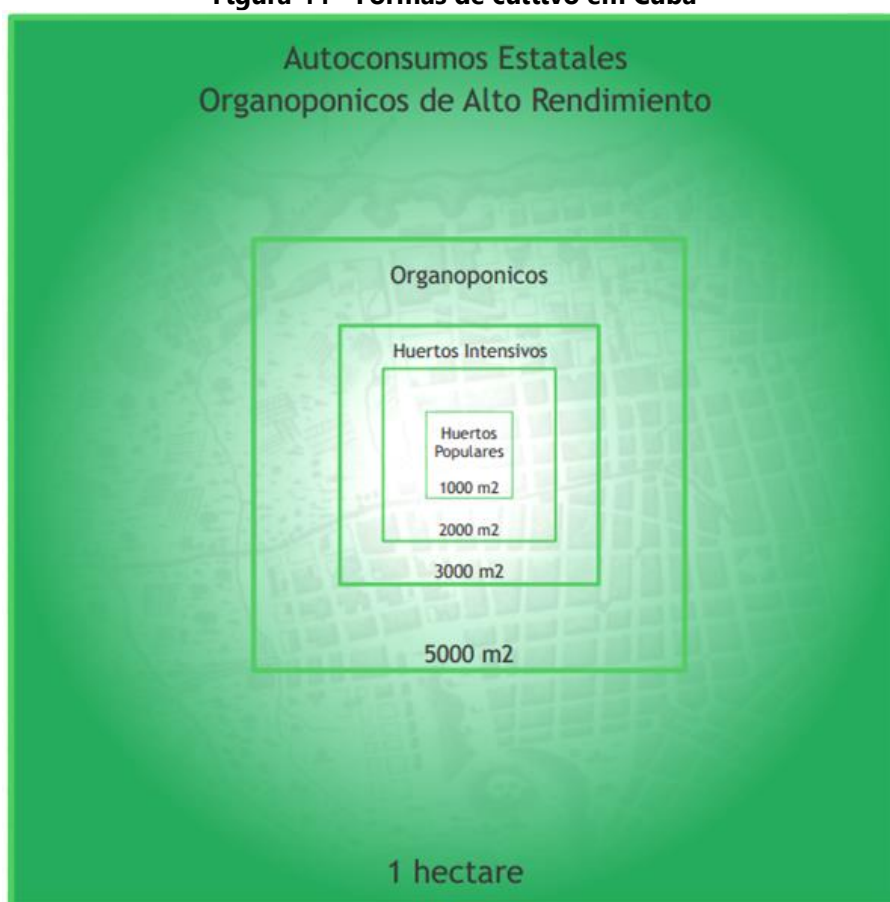 Figura 14 - Formas de cultivo em Cuba
Autoconsumos Estatales
Organoponicos de Alto Rendimiento
Organoponicos
Huertos Intensivos
Huertos
Populares
1000 m2
2000 m2
3000 m2
5000 m2
1 hectare